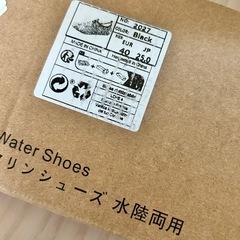 NO: 2027
COLOR: Black
SIZE EUR JP
40 25.0
MADE IN CHINA
Water Shoes
マリンシューズ 水陸両用